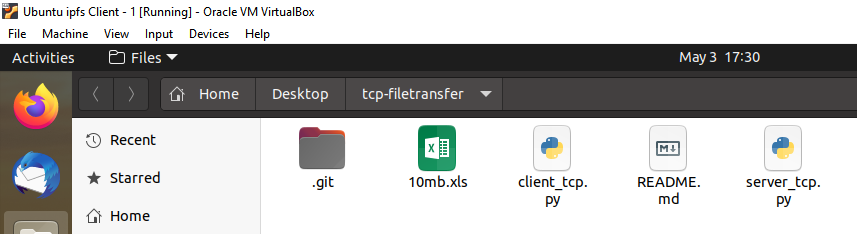 Ubuntu ipfs Client - 1 [Running] - Oracle VM VirtualBox
File Machine View Input Devices Help
Activities Files May 3 17:30
Home Desktop tcp-filetransfer
Recent
Starred
Home
.git 10mb.xls client_tcp. README. server_tcp.
py md py